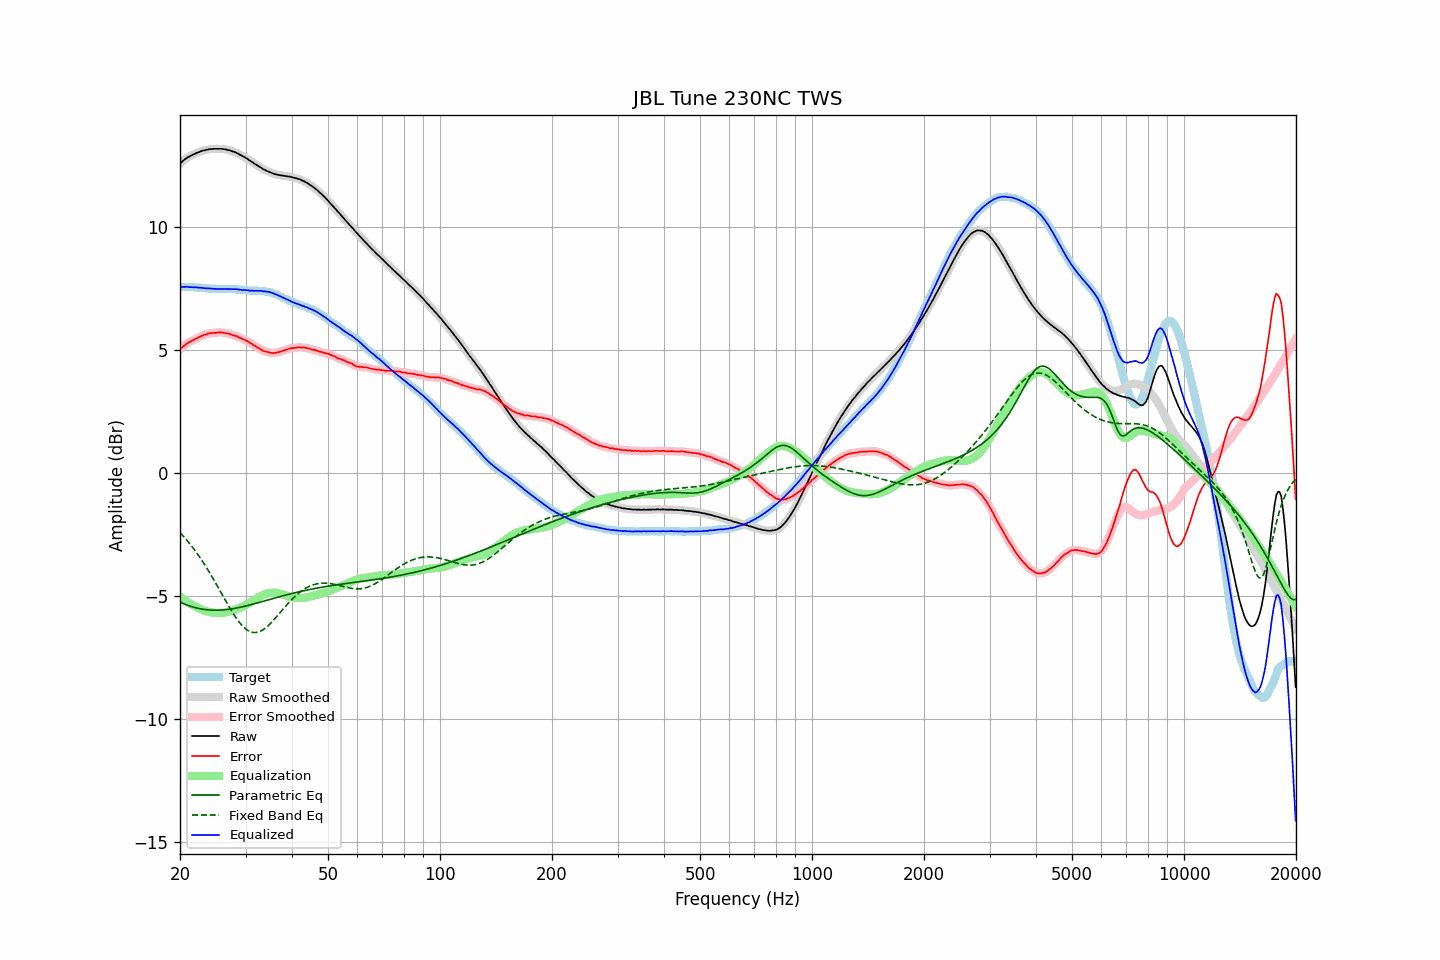 JBL Tune 230NC TWS
Amplitude (dBr)
10
5
0
−5
−10
−15
Target
Raw Smoothed
Error Smoothed
Raw
Error
Equalization
Parametric Eq
Fixed Band Eq
Equalized
20 50 100 200 500 1000 2000 5000 10000 20000
Frequency (Hz)